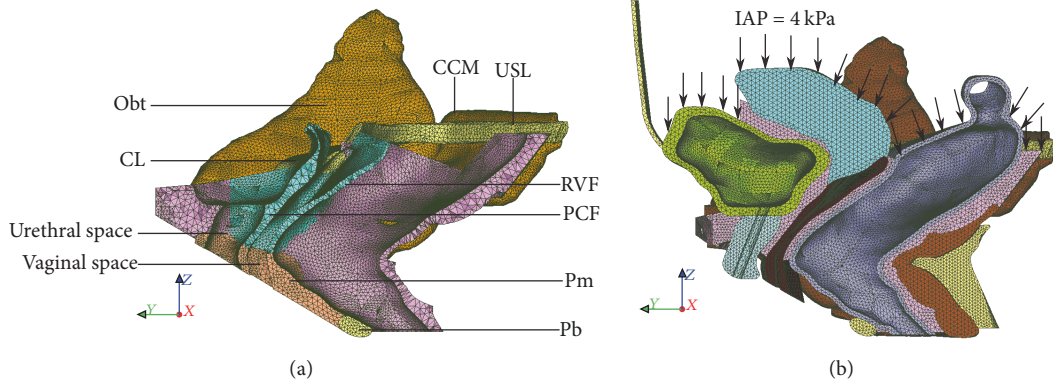 IAP = 4 kPa
CCM
USL
Obt
CL
RVF
PCF
Urethral space
Vaginal space
Pm
Pb
Z
Y
X
Z
Y
X
(a)
(b)